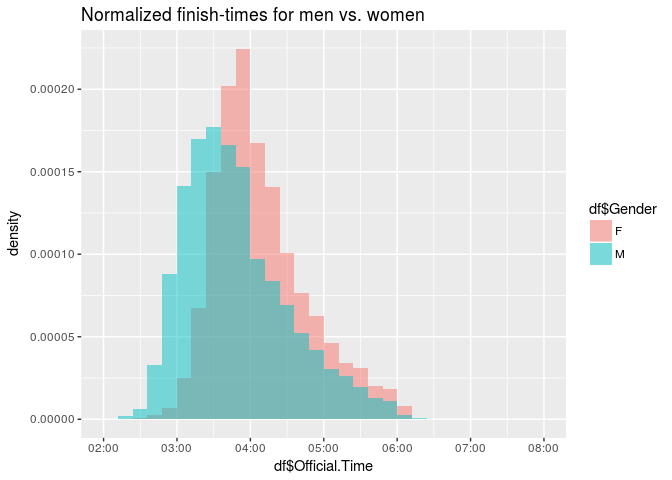 Normalized finish-times for men vs. women
0.00020
0.00015
0.00010
0.00005
0.00000
density
02:00 03:00 04:00 05:00 06:00 07:00 08:00
df$Official.Time
df$Gender
F
M